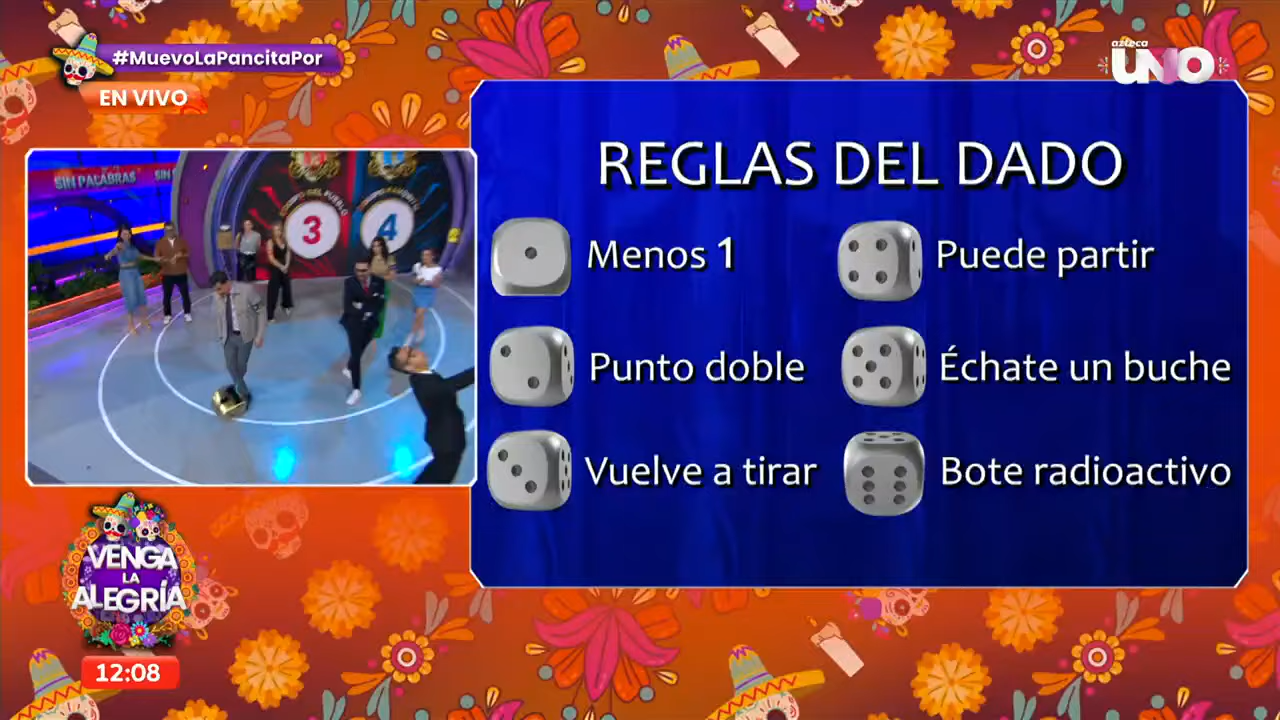 #MuevoLaPancitaPor
EN VIVO
azteca
UNO
SIN PALABRAS
SIN
3
4
REGLAS DEL DADO
Menos 1
Puede partir
Punto doble
Échate un buche
Vuelve a tirar
Bote radioactivo
VENGA
LA
ALEGRÍA
12:08